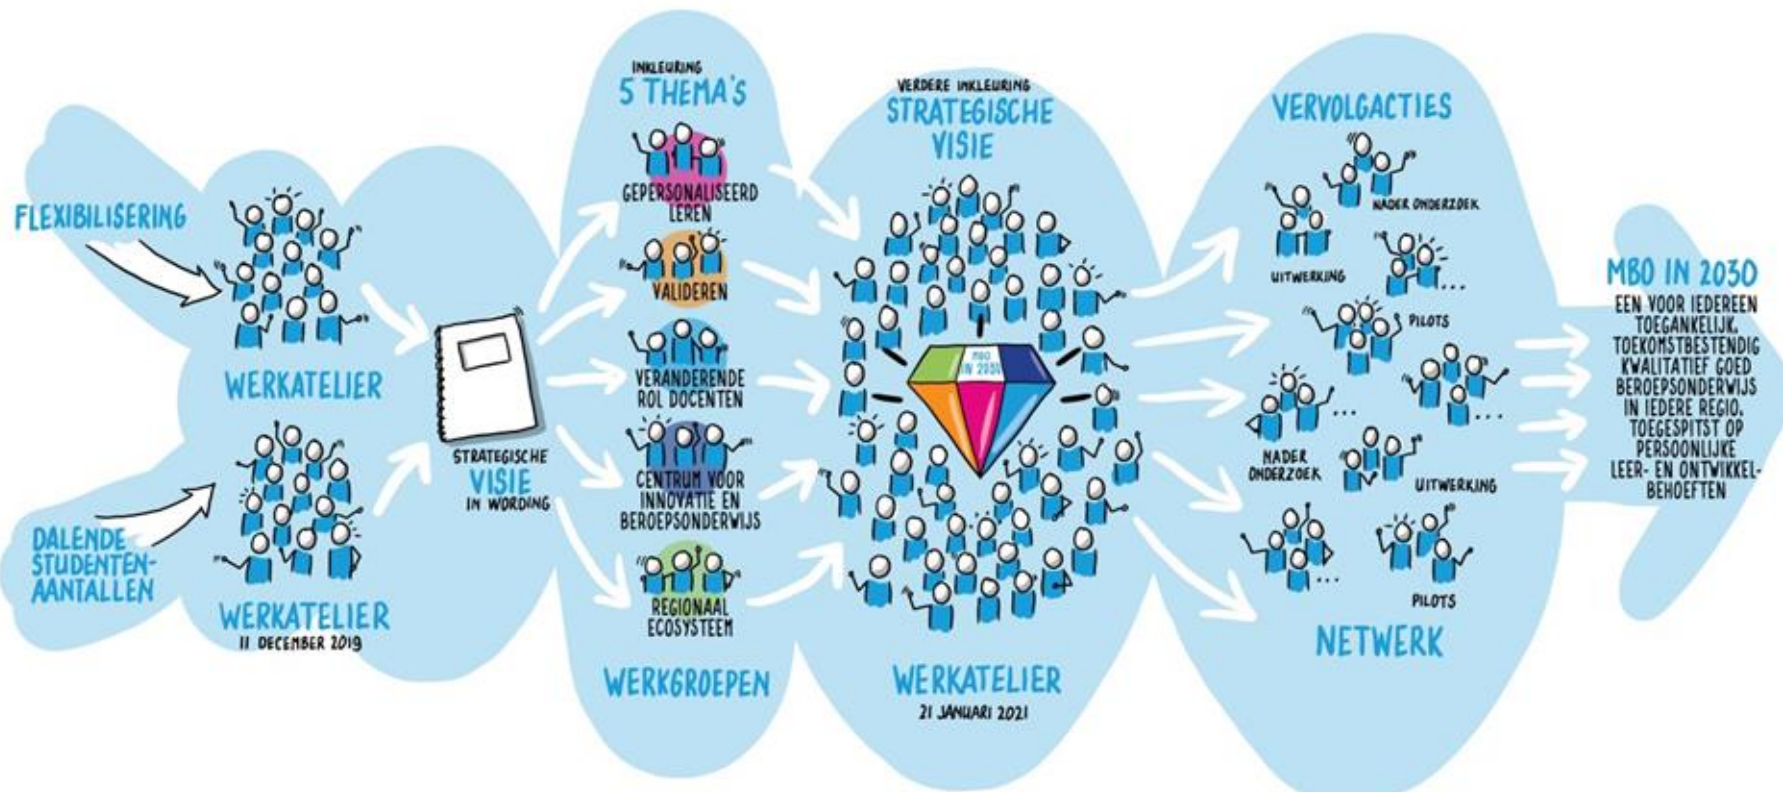 FLEXIBILISERING
WERKATELIER
DALENDE
STUDENTEN-
AANTALLEN
WERKATELIER
11 DECEMBER 2019
STRATEGISCHE
VISIE
IN WORDING
INKLEURING
5 THEMA'S
GEPERSONALISEERD
LEREN
VALIDEREN
VERANDERENDE
ROL DOCENTEN
CENTRUM VOOR
INNOVATIE EN
BEROEPSONDERWIJS
REGIONAAL
ECOSYSTEEM
WERKGROEPEN
VERDERE INKLEURING
STRATEGISCHE
VISIE
MBO
IN 2030
WERKATELIER
21 JANUARI 2021
VERVOLGACTIES
NADER ONDERZOEK
UITWERKING
...
PILOTS
...
...
NADER
ONDERZOEK
UITWERKING
...
PILOTS
NETWERK
MBO IN 2030
EEN VOOR IEDEREEN
TOEGANKELIJK,
TOEKOMSTBESTENDIG
KWALITATIEF GOED
BEROEPSONDERWIJS
IN IEDERE REGIO,
TOEGESPITST OP
PERSOONLIJKE
LEER- EN ONTWIKKEL-
BEHOEFTEN